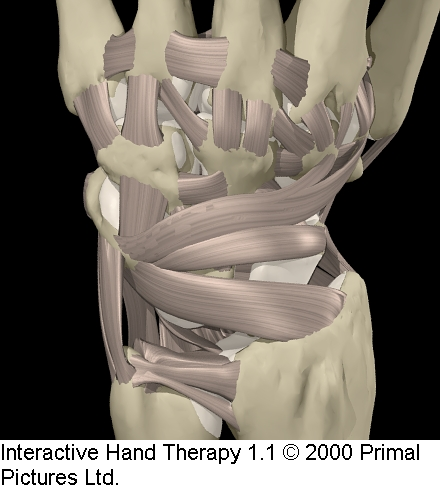 Interactive Hand Therapy 1.1 © 2000 Primal
Pictures Ltd.